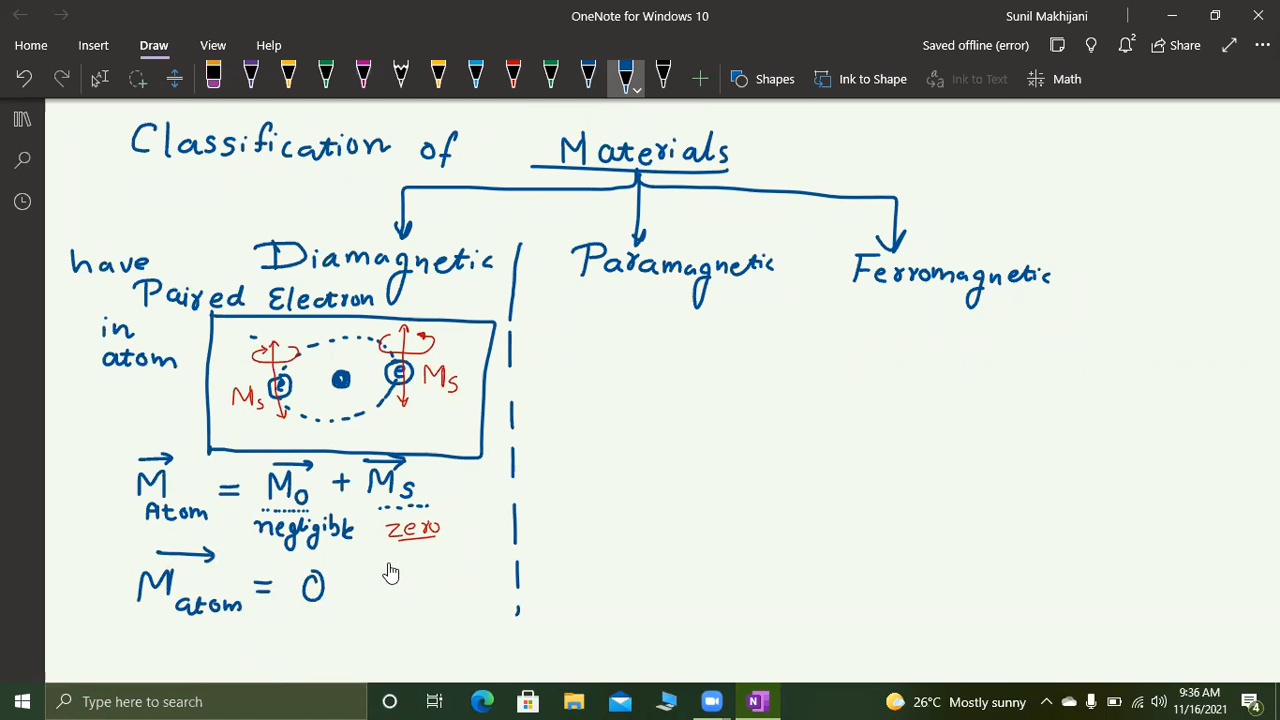 OneNote for Windows 10
Sunil Makhijani
Home Insert Draw View Help
Saved offline (error)
Share
Shapes
Ink to Shape
Ink to Text
Math
Classification of Materials
have Diamagnetic
Paired Electron
in
atom
Paramagnetic
Ferromagnetic
e e
Ms Ms
M Atom = Mo + Ms
negligible zero
M atom = 0
Type here to search
26°C Mostly sunny
9:36 AM
11/16/2021
4